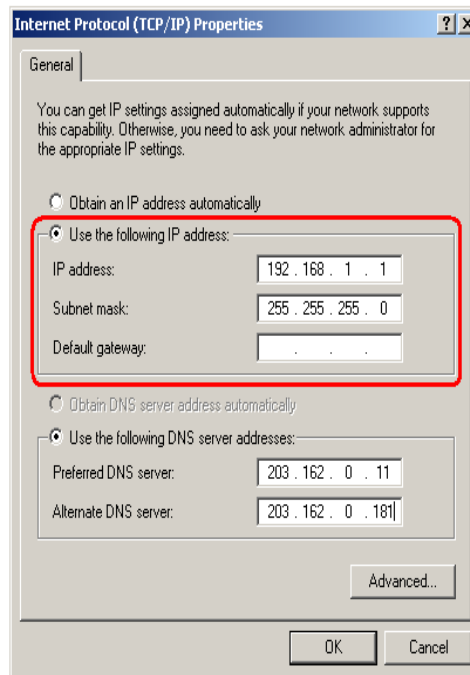 Internet Protocol (TCP/IP) Properties
General
You can get IP settings assigned automatically if your network supports
this capability. Otherwise, you need to ask your network administrator for
the appropriate IP settings.
Obtain an IP address automatically
Use the following IP address:
IP address: 192 . 168 . 1 . 1
Subnet mask: 255 . 255 . 255 . 0
Default gateway: . . .
Obtain DNS server address automatically
Use the following DNS server addresses:
Preferred DNS server: 203 . 162 . 0 . 11
Alternate DNS server: 203 . 162 . 0 . 181
Advanced...
OK Cancel